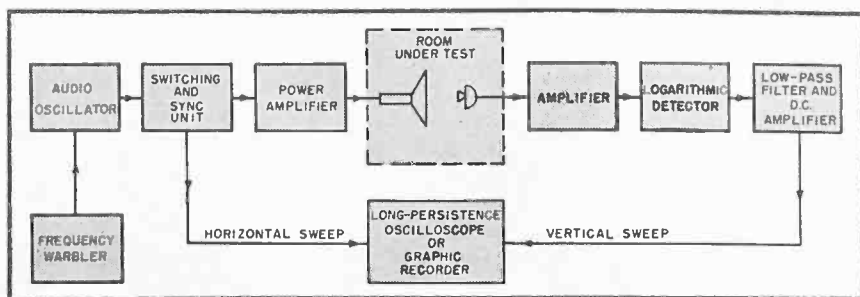 ROOM
UNDER TEST
AUDIO
OSCILLATOR
SWITCHING
AND
SYNC
UNIT
POWER
AMPLIFIER
AMPLIFIER
LOGARITHMIC
DETECTOR
LOW-PASS
FILTER AND
D.C.
AMPLIFIER
FREQUENCY
WARBLER
HORIZONTAL SWEEP
LONG-PERSISTENCE
OSCILLOSCOPE
OR
GRAPHIC
RECORDER
VERTICAL SWEEP